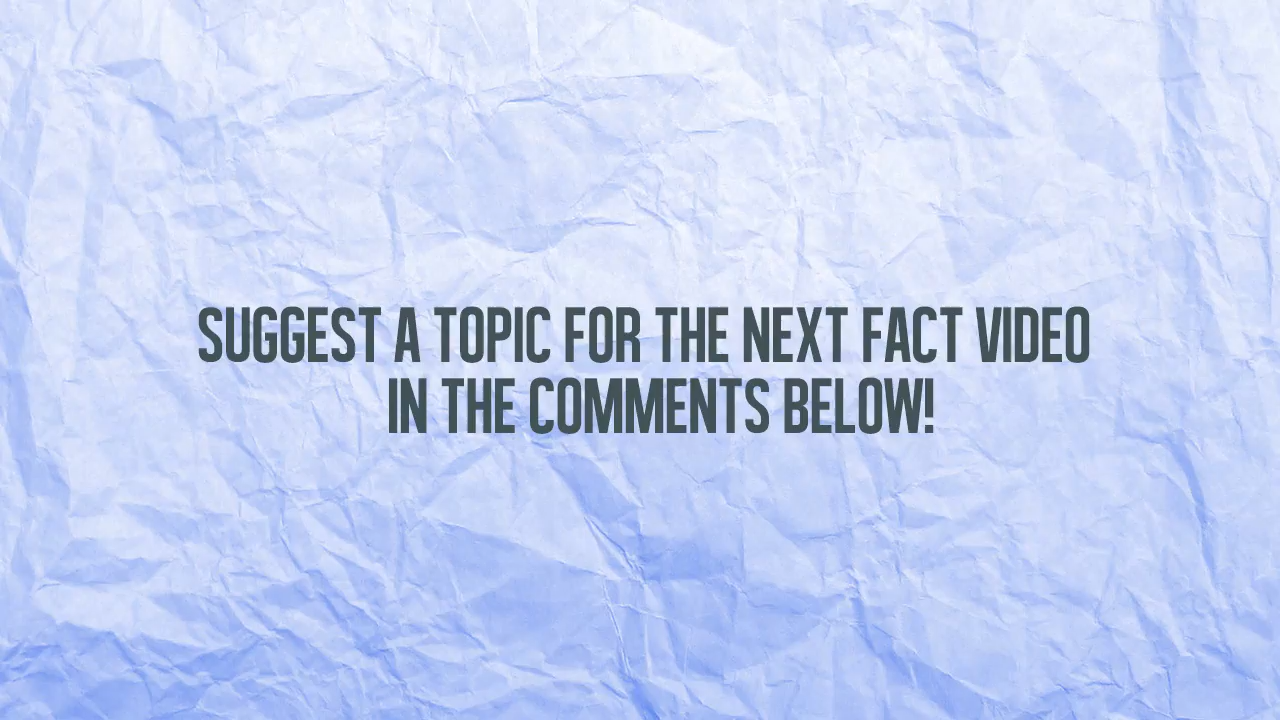 SUGGEST A TOPIC FOR THE NEXT FACT VIDEO
IN THE COMMENTS BELOW!